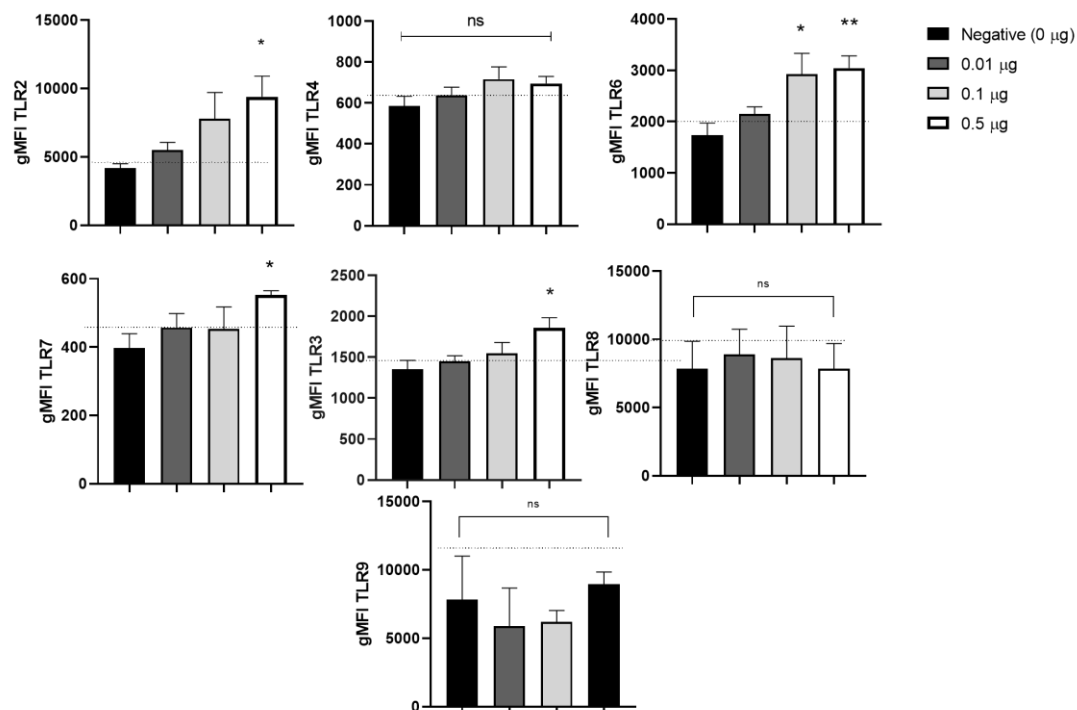 gMFI TLR2
15000
10000
5000
0
*
gMFI TLR4
1000
800
600
400
200
0
ns
gMFI TLR6
4000
3000
2000
1000
0
*
**
Negative (0 µg)
0.01 µg
0.1 µg
0.5 µg
gMFI TLR7
600
400
200
0
*
gMFI TLR3
2500
2000
1500
1000
500
0
*
gMFI TLR8
15000
10000
5000
0
ns
gMFI TLR9
15000
10000
5000
0
ns